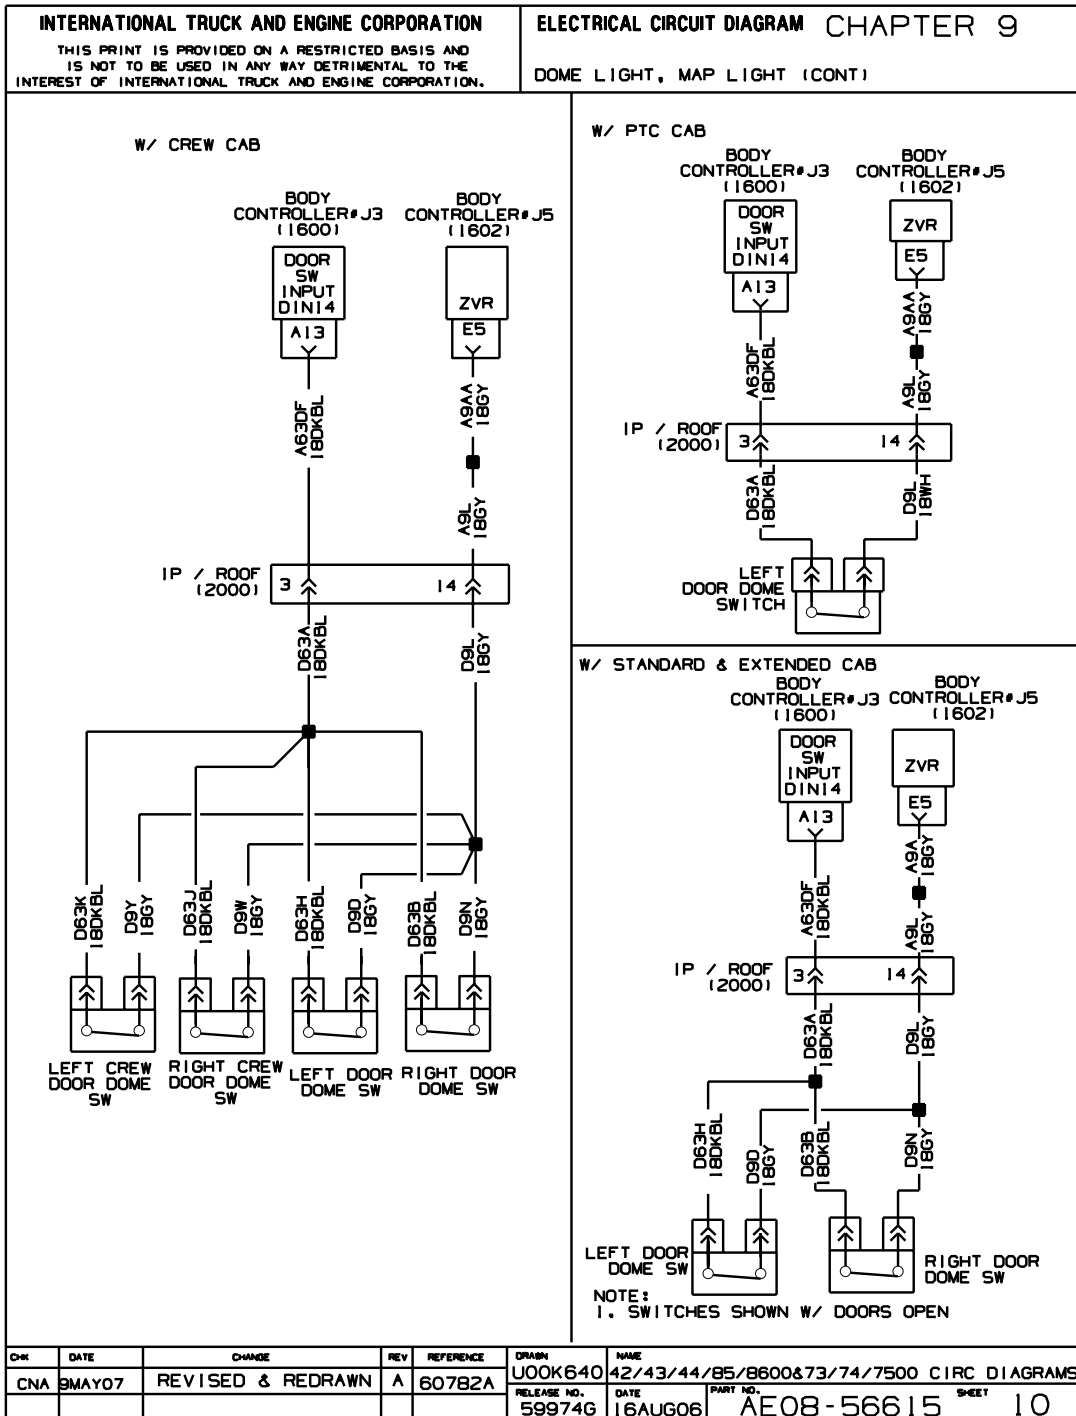 INTERNATIONAL TRUCK AND ENGINE CORPORATION
THIS PRINT IS PROVIDED ON A RESTRICTED BASIS AND
IS NOT TO BE USED IN ANY WAY DETRIMENTAL TO THE
INTEREST OF INTERNATIONAL TRUCK AND ENGINE CORPORATION.
ELECTRICAL CIRCUIT DIAGRAM CHAPTER 9
DOME LIGHT, MAP LIGHT (CONT)
W/ CREW CAB
BODY
CONTROLLER#J3
(1600)
BODY
CONTROLLER#J5
(1602)
DOOR
SW
INPUT
DIN14
ZVR
A13
E5
A63DF
18DKBL
A9AA
18GY
A9L
18GY
IP / ROOF
(2000)
3
14
D63A
18DKBL
D9L
18GY
D63K
18DKBL
D9Y
18GY
D63J
18DKBL
D9W
18GY
D63H
18DKBL
D9D
18GY
D63B
18DKBL
D9N
18GY
LEFT CREW
DOOR DOME
SW
RIGHT CREW
DOOR DOME
SW
LEFT DOOR
DOME SW
RIGHT DOOR
DOME SW
W/ PTC CAB
BODY
CONTROLLER#J3
(1600)
BODY
CONTROLLER#J5
(1602)
DOOR
SW
INPUT
DIN14
ZVR
A13
E5
A63DF
18DKBL
A9AA
18GY
A9L
18GY
IP / ROOF
(2000)
3
14
D63A
18DKBL
D9L
18WH
LEFT
DOOR DOME
SWITCH
W/ STANDARD & EXTENDED CAB
BODY
CONTROLLER#J3
(1600)
BODY
CONTROLLER#J5
(1602)
DOOR
SW
INPUT
DIN14
ZVR
A13
E5
A63DF
18DKBL
A9A
18GY
A9L
18GY
IP / ROOF
(2000)
3
14
D63A
18DKBL
D9L
18GY
D63H
18DKBL
D9D
18GY
D63B
18DKBL
D9N
18GY
LEFT DOOR
DOME SW
RIGHT DOOR
DOME SW
NOTE:
1. SWITCHES SHOWN W/ DOORS OPEN
CHK DATE CHANGE REV REFERENCE
CNA 9MAY07 REVISED & REDRAWN A 60782A
DRAWN
U00K640
NAME
42/43/44/85/8600&73/74/7500 CIRC DIAGRAMS
RELEASE NO.
59974G
DATE
16AUG06
PART NO.
AE08-56615
SHEET
10